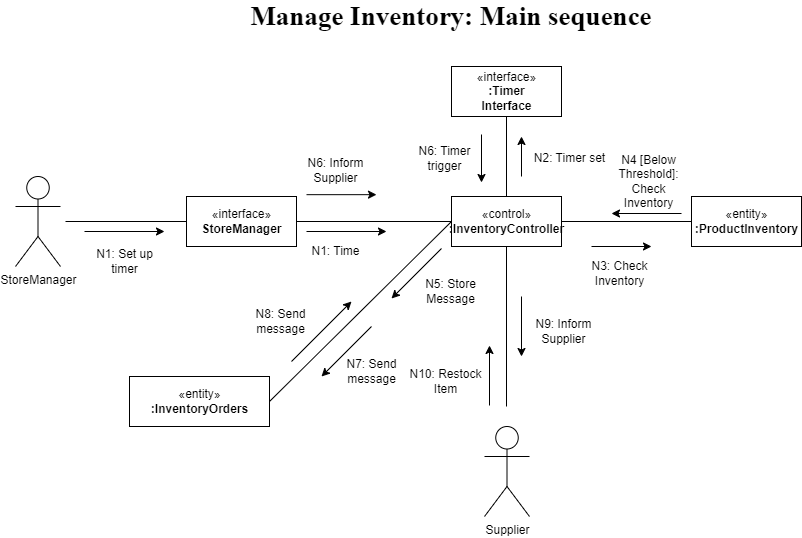 Manage Inventory: Main sequence
«interface»
:Timer
Interface
N6: Timer
trigger
N2: Timer set
N4 [Below
Threshold]:
Check
Inventory
N6: Inform
Supplier
«interface»
StoreManager
«control»
:InventoryController
«entity»
:ProductInventory
N1: Set up
timer
StoreManager
N1: Time
N3: Check
Inventory
N5: Store
Message
N8: Send
message
N9: Inform
Supplier
N7: Send
message
N10: Restock
Item
«entity»
:InventoryOrders
Supplier